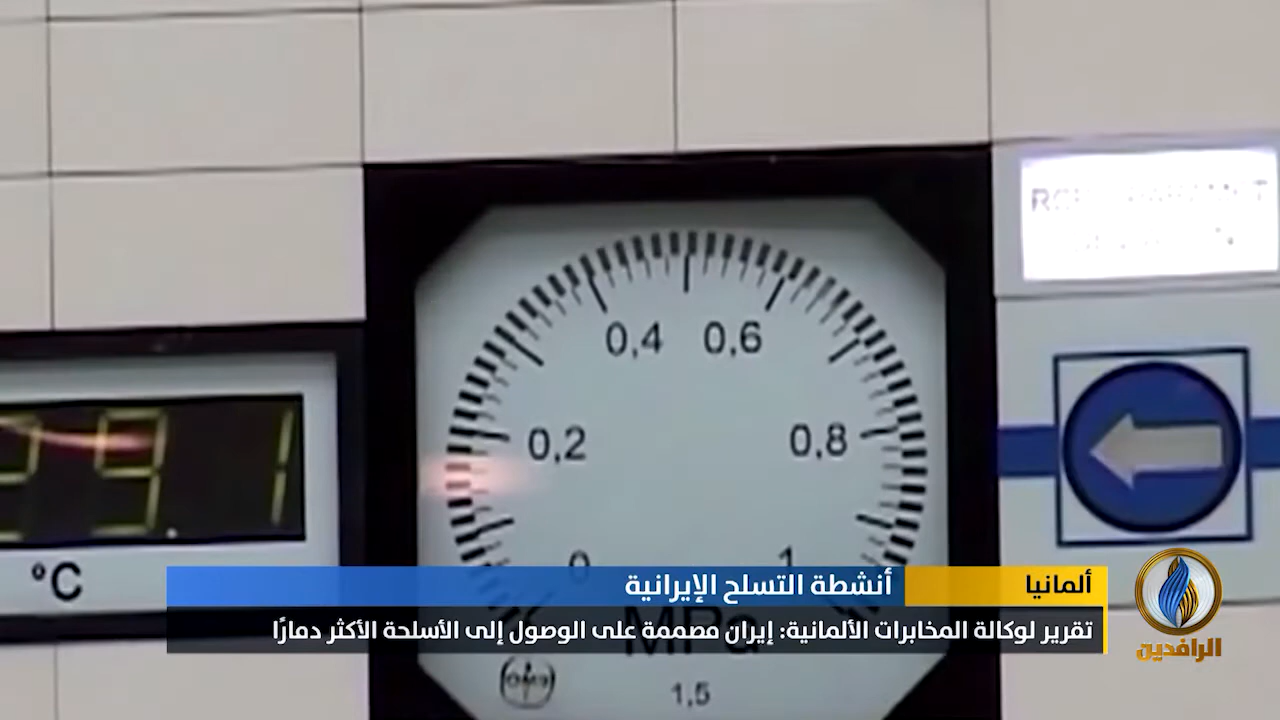 0,4 0,6
0,2 0,8
91
°C
0 1
MPa
1,5
ألمانيا
أنشطة التسلح الإيرانية
تقرير لوكالة المخابرات الألمانية: إيران مصممة على الوصول إلى الأسلحة الأكثر دمارًا
الرافدين